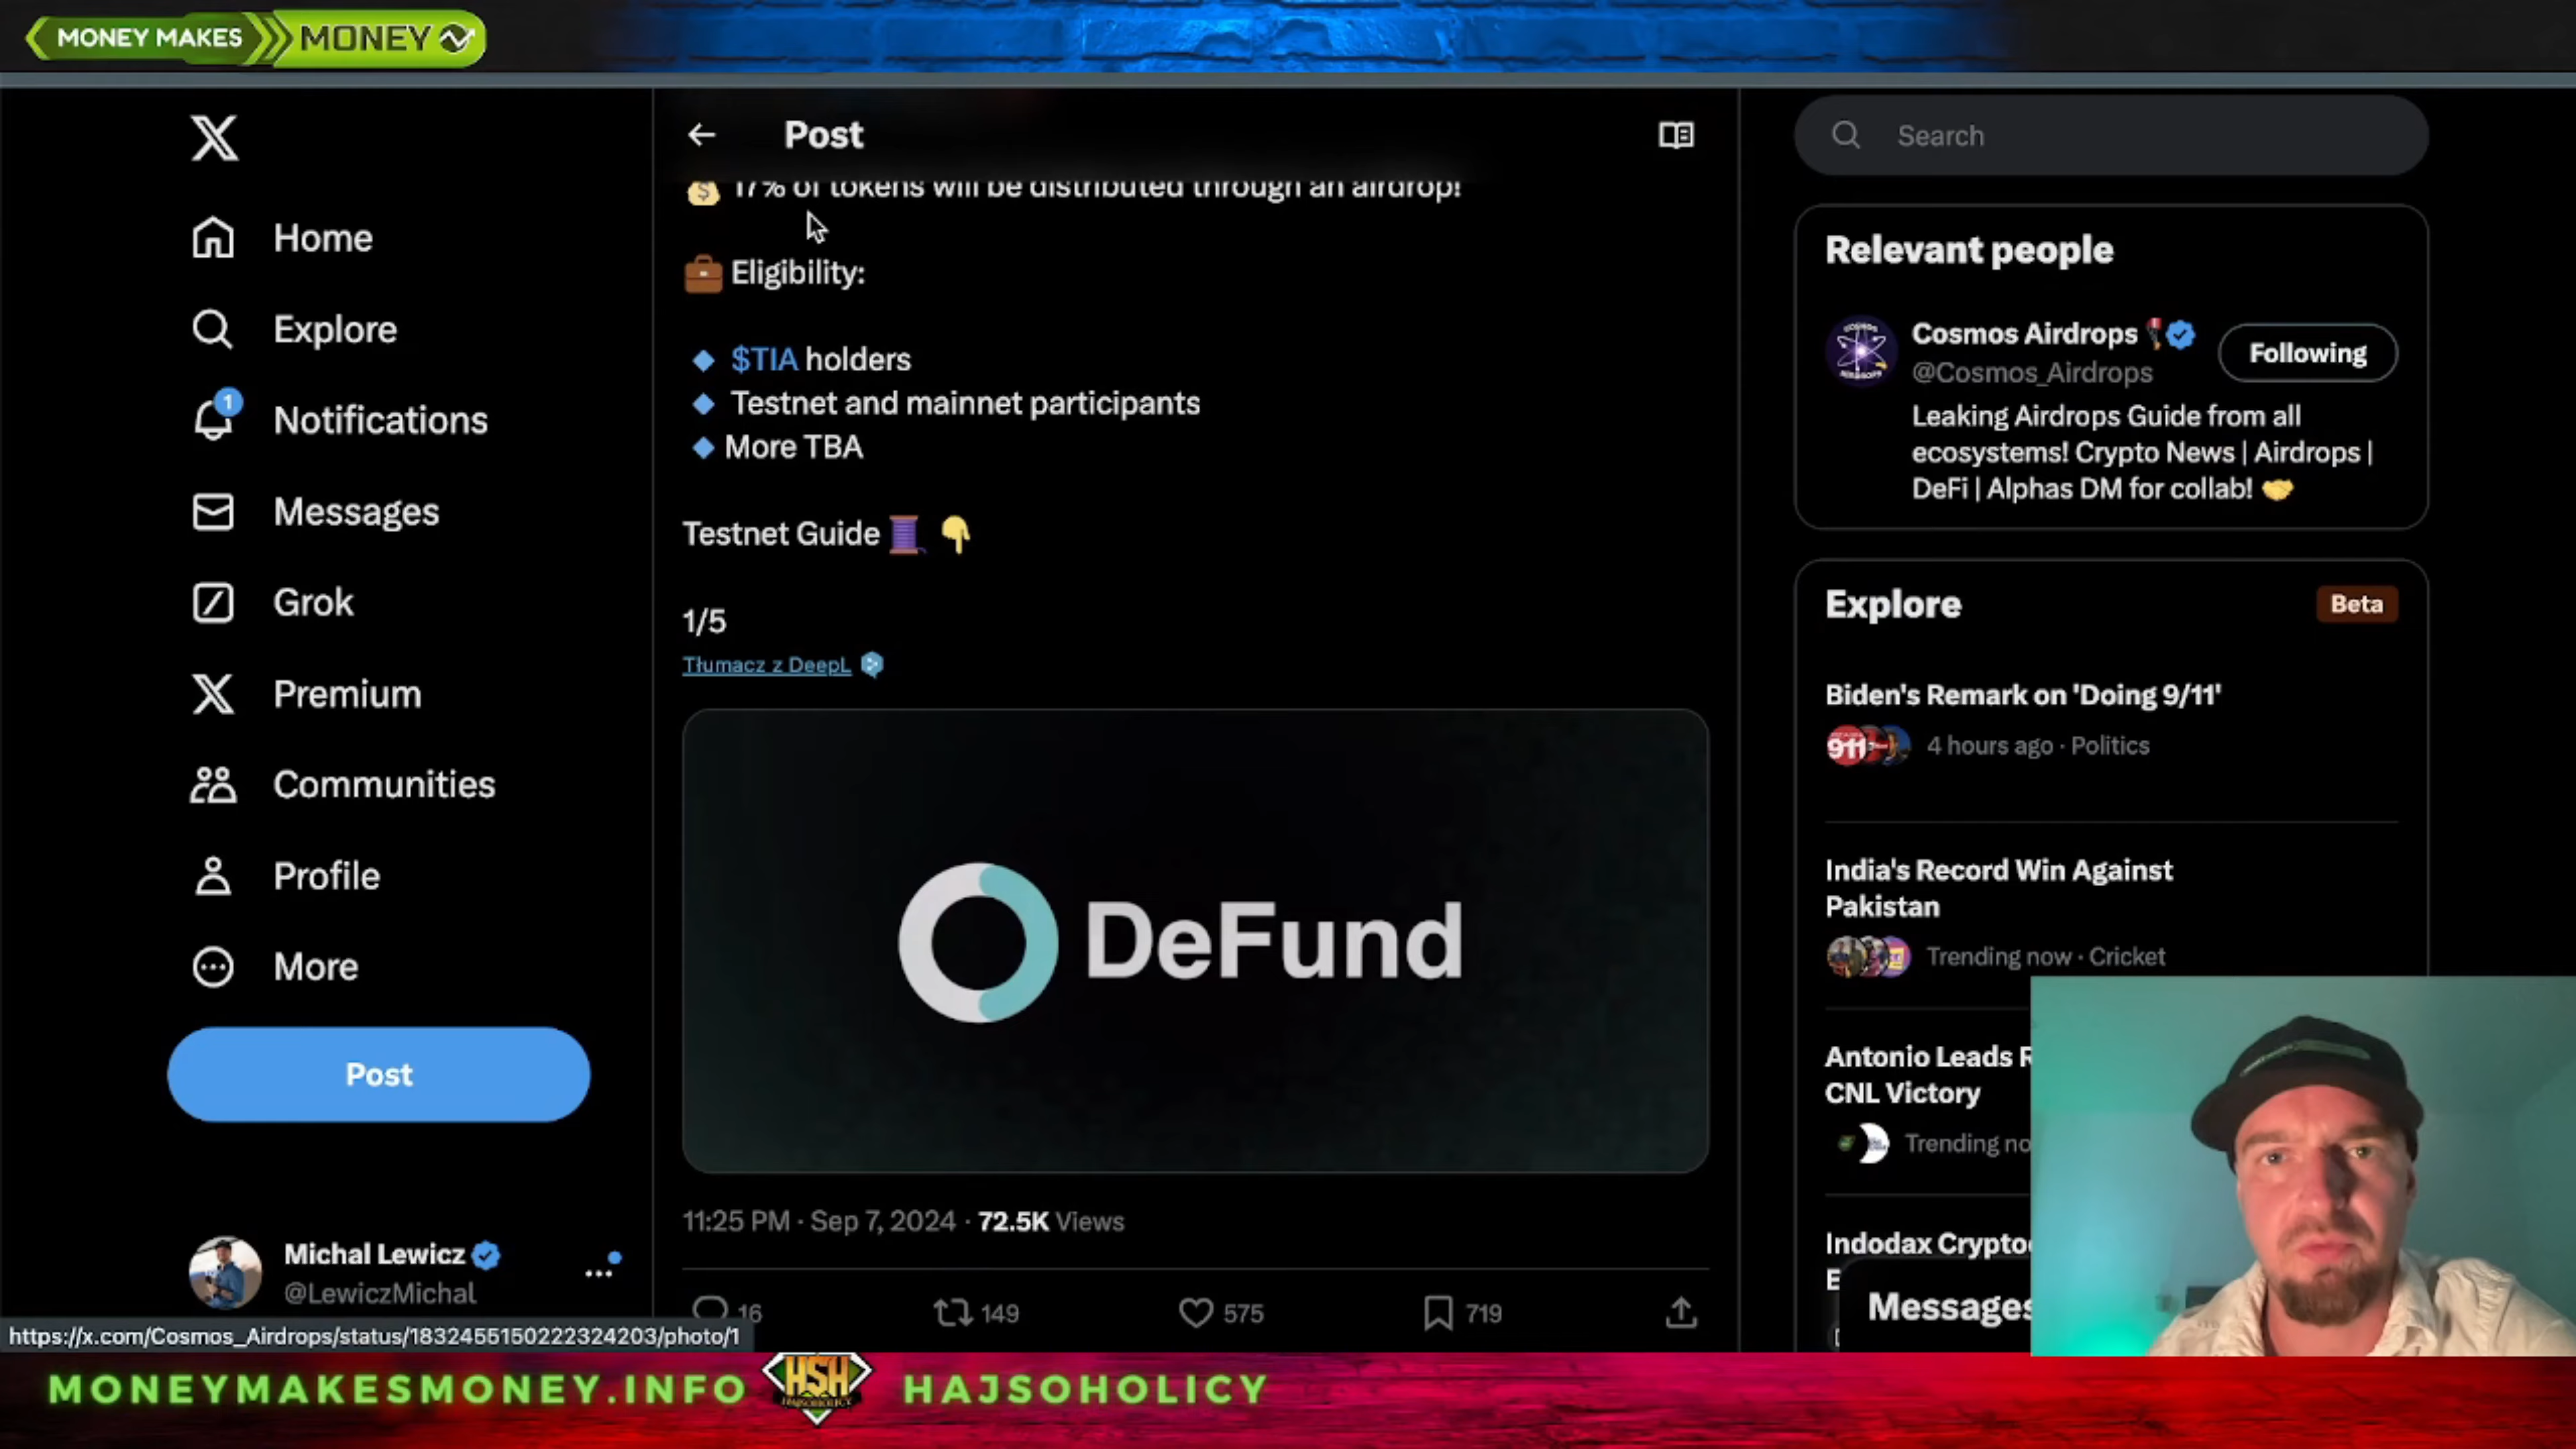 MONEY MAKES MONEY
Post
Search
17% of tokens will be distributed through an airdrop!
Home
Explore
Notifications
1
Messages
Grok
Premium
Communities
Profile
More
Post
Michal Lewicz
@LewiczMichal
Eligibility:
$TIA holders
Testnet and mainnet participants
More TBA
Testnet Guide
1/5
Tłumacz z DeepL
DeFund
11:25 PM · Sep 7, 2024 · 72.5K Views
16 149 575 719
Relevant people
Cosmos Airdrops
@Cosmos_Airdrops
Following
Leaking Airdrops Guide from all
ecosystems! Crypto News | Airdrops |
DeFi | Alphas DM for collab!
Explore
Beta
Biden's Remark on 'Doing 9/11'
911
4 hours ago · Politics
India's Record Win Against
Pakistan
Trending now · Cricket
Antonio Leads
CNL Victory
Trending
Indodax
Messages
https://x.com/Cosmos_Airdrops/status/1832455150222324203/photo/1
MONEYMAKESMONEY.INFO
HSH
HAJSOHOLICY